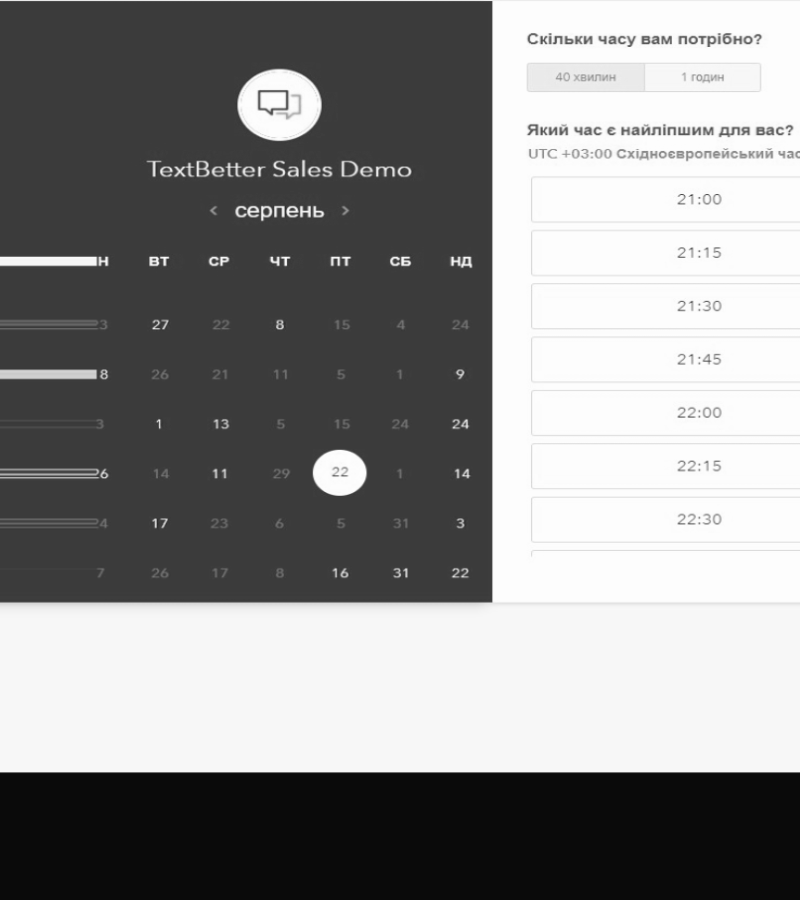 TextBetter Sales Demo
< серпень >
Н ВТ СР ЧТ ПТ СБ НД
3 27 22 8 15 4 24
8 26 21 11 5 1 9
3 1 13 5 15 24 24
6 14 11 29 22 1 14
4 17 23 6 5 31 3
7 26 17 8 16 31 22
Скільки часу вам потрібно?
40 хвилин 1 годин
Який час є найліпшим для вас?
UTC +03:00 Східноєвропейський час
21:00
21:15
21:30
21:45
22:00
22:15
22:30